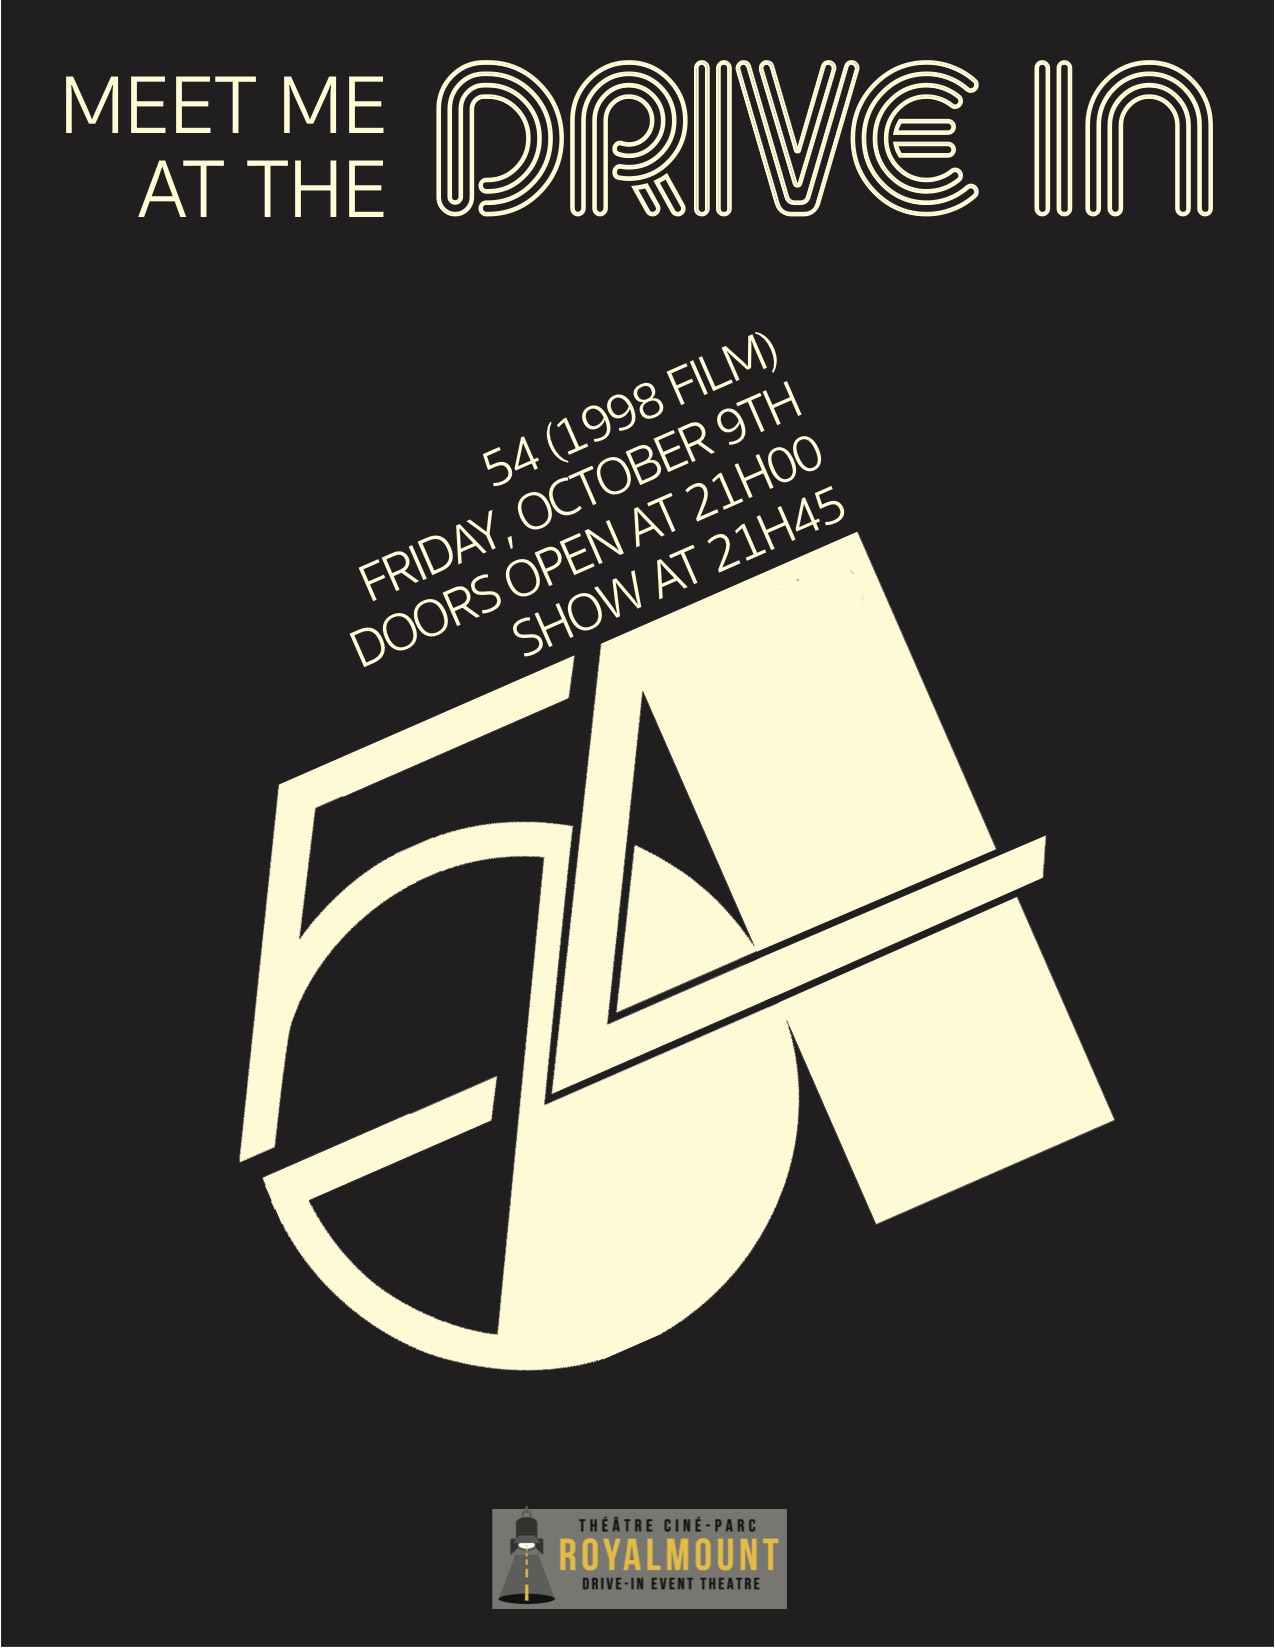 MEET ME
AT THE
DRIVE IN
54 (1998 FILM)
FRIDAY, OCTOBER 9TH
DOORS OPEN AT 21H00
SHOW AT 21H45
54
THÉÂTRE CINÉ-PARC
ROYALMOUNT
DRIVE-IN EVENT THEATRE